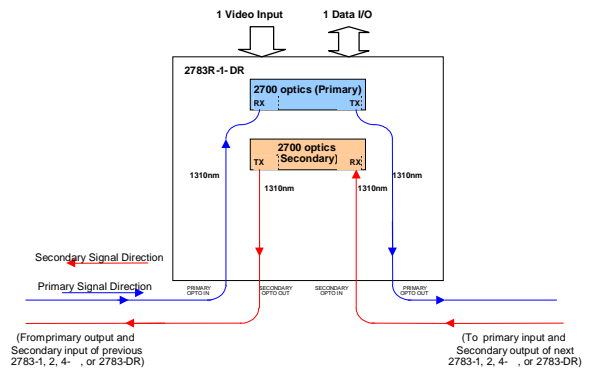 1 Video Input
1 Data I/O
2783R-1-DR
2700 optics (Primary)
RX
TX
2700 optics
(Secondary)
TX
RX
1310nm
1310nm
1310nm
1310nm
Secondary Signal Direction
Primary Signal Direction
PRIMARY
OPTO IN
SECONDARY
OPTO OUT
SECONDARY
OPTO IN
PRIMARY
OPTO OUT
(Fromprimary output and
Secondary input of previous
2783-1, 2, 4- , or 2783-DR)
(To primary input and
Secondary output of next
2783-1, 2, 4- , or 2783-DR)